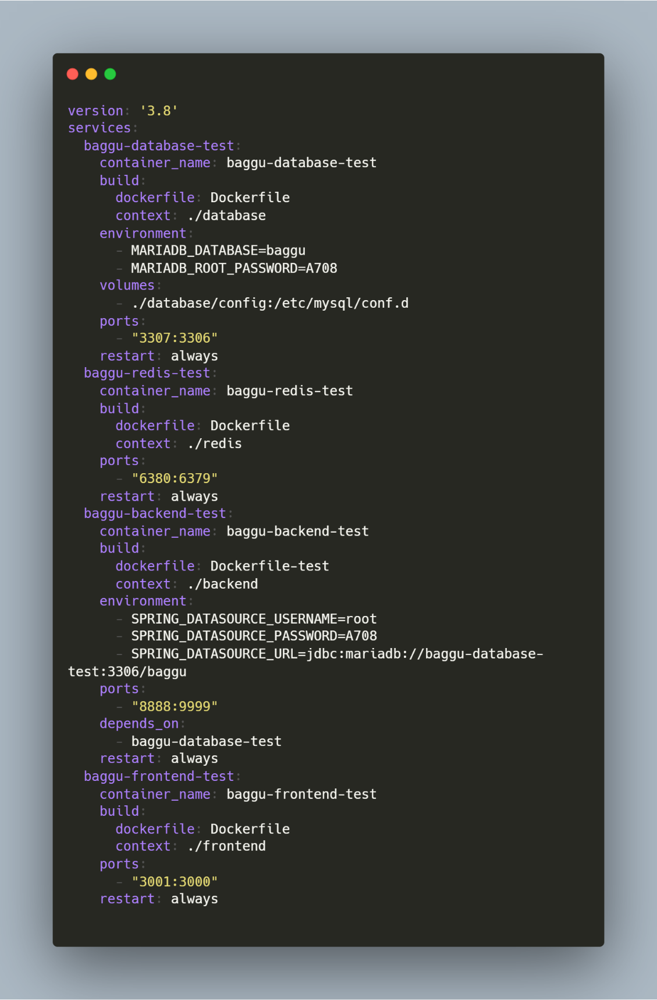 version: '3.8'
services:
  baggu-database-test:
    container_name: baggu-database-test
    build:
      dockerfile: Dockerfile
      context: ./database
    environment:
      - MARIADB_DATABASE=baggu
      - MARIADB_ROOT_PASSWORD=A708
    volumes:
      - ./database/config:/etc/mysql/conf.d
    ports:
      - "3307:3306"
    restart: always
  baggu-redis-test:
    container_name: baggu-redis-test
    build:
      dockerfile: Dockerfile
      context: ./redis
    ports:
      - "6380:6379"
    restart: always
  baggu-backend-test:
    container_name: baggu-backend-test
    build:
      dockerfile: Dockerfile-test
      context: ./backend
    environment:
      - SPRING_DATASOURCE_USERNAME=root
      - SPRING_DATASOURCE_PASSWORD=A708
      - SPRING_DATASOURCE_URL=jdbc:mariadb://baggu-database-
test:3306/baggu
    ports:
      - "8888:9999"
    depends_on:
      - baggu-database-test
    restart: always
  baggu-frontend-test:
    container_name: baggu-frontend-test
    build:
      dockerfile: Dockerfile
      context: ./frontend
    ports:
      - "3001:3000"
    restart: always